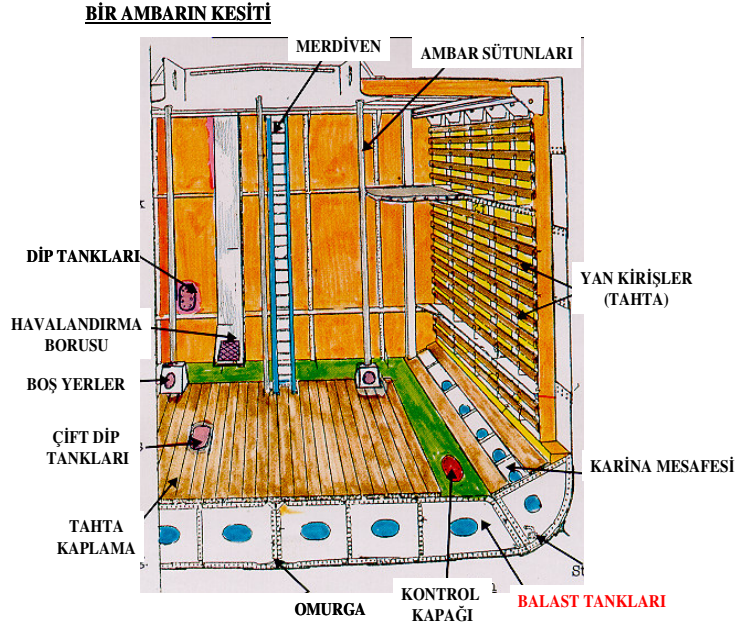 BİR AMBARIN KESİTİ
MERDİVEN
AMBAR SÜTUNLARI
DİP TANKLARI
YAN KİRİŞLER
(TAHTA)
HAVALANDIRMA
BORUSU
BOŞ YERLER
ÇİFT DİP
TANKLARI
KARİNA MESAFESİ
TAHTA
KAPLAMA
OMURGA
KONTROL
KAPAĞI
BALAST TANKLARI
St